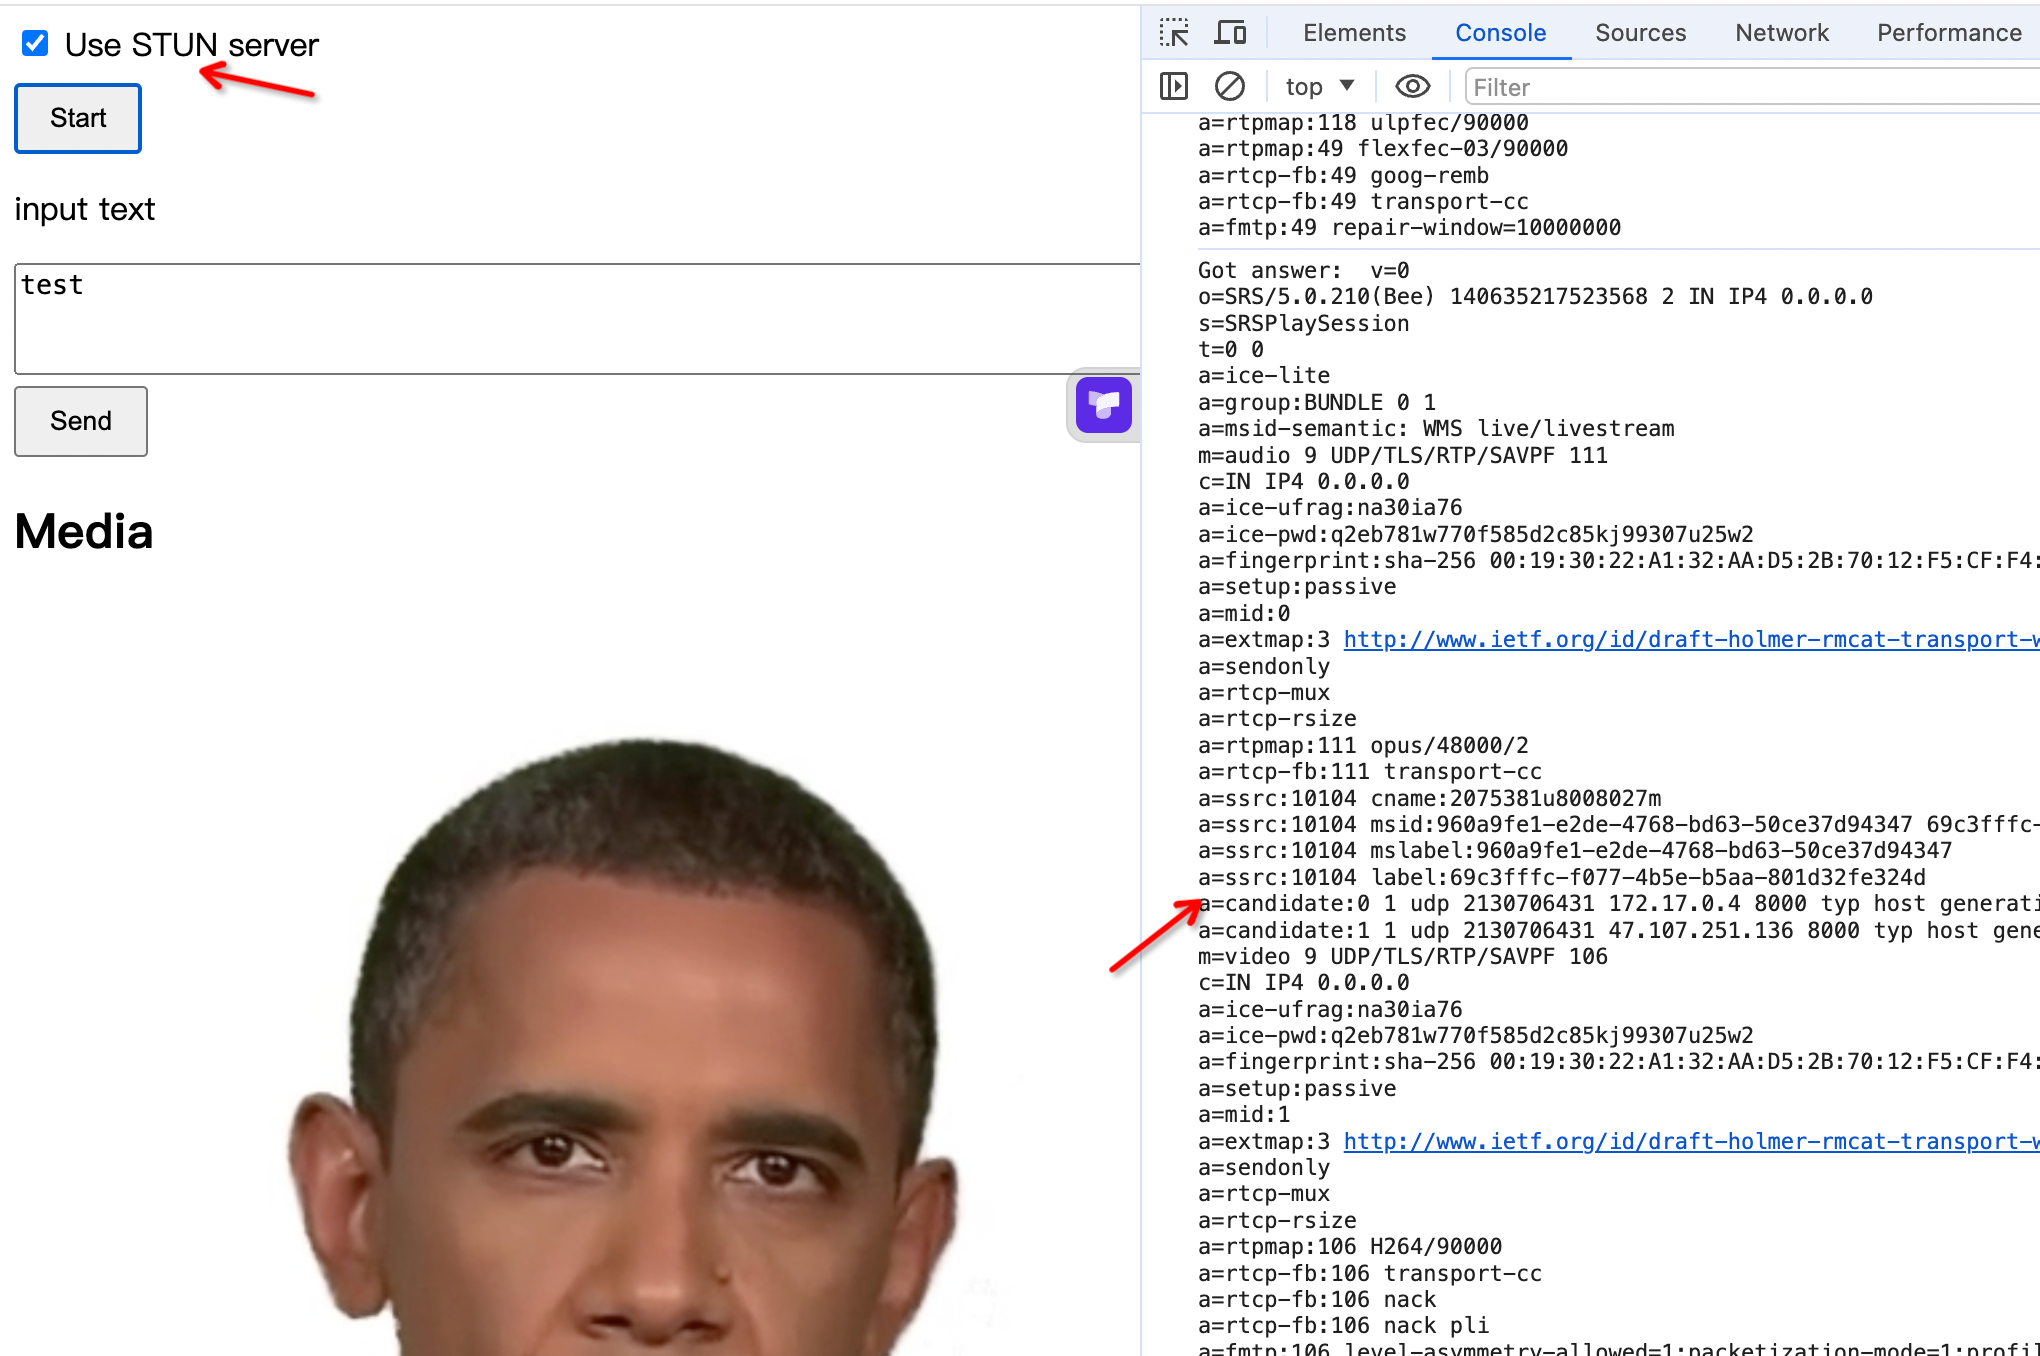 Use STUN server
Start
input text
test
Send
Media
Elements Console Sources Network Performance
top Filter
a=rtpmap:118 ulpfec/90000
a=rtpmap:49 flexfec-03/90000
a=rtcp-fb:49 goog-remb
a=rtcp-fb:49 transport-cc
a=fmtp:49 repair-window=10000000
Got answer:  v=0
o=SRS/5.0.210(Bee) 140635217523568 2 IN IP4 0.0.0.0
s=SRSPlaySession
t=0 0
a=ice-lite
a=group:BUNDLE 0 1
a=msid-semantic: WMS live/livestream
m=audio 9 UDP/TLS/RTP/SAVPF 111
c=IN IP4 0.0.0.0
a=ice-ufrag:na30ia76
a=ice-pwd:q2eb781w770f585d2c85kj99307u25w2
a=fingerprint:sha-256 00:19:30:22:A1:32:AA:D5:2B:70:12:F5:CF:F4:
a=setup:passive
a=mid:0
a=extmap:3 http://www.ietf.org/id/draft-holmer-rmcat-transport-w
a=sendonly
a=rtcp-mux
a=rtcp-rsize
a=rtpmap:111 opus/48000/2
a=rtcp-fb:111 transport-cc
a=ssrc:10104 cname:2075381u8008027m
a=ssrc:10104 msid:960a9fe1-e2de-4768-bd63-50ce37d94347 69c3fffc-
a=ssrc:10104 mslabel:960a9fe1-e2de-4768-bd63-50ce37d94347
a=ssrc:10104 label:69c3fffc-f077-4b5e-b5aa-801d32fe324d
a=candidate:0 1 udp 2130706431 172.17.0.4 8000 typ host generati
a=candidate:1 1 udp 2130706431 47.107.251.136 8000 typ host gene
m=video 9 UDP/TLS/RTP/SAVPF 106
c=IN IP4 0.0.0.0
a=ice-ufrag:na30ia76
a=ice-pwd:q2eb781w770f585d2c85kj99307u25w2
a=fingerprint:sha-256 00:19:30:22:A1:32:AA:D5:2B:70:12:F5:CF:F4:
a=setup:passive
a=mid:1
a=extmap:3 http://www.ietf.org/id/draft-holmer-rmcat-transport-w
a=sendonly
a=rtcp-mux
a=rtcp-rsize
a=rtpmap:106 H264/90000
a=rtcp-fb:106 transport-cc
a=rtcp-fb:106 nack
a=rtcp-fb:106 nack pli
a=fmtp:106 level-asymmetry-allowed=1;packetization-mode=1;profil